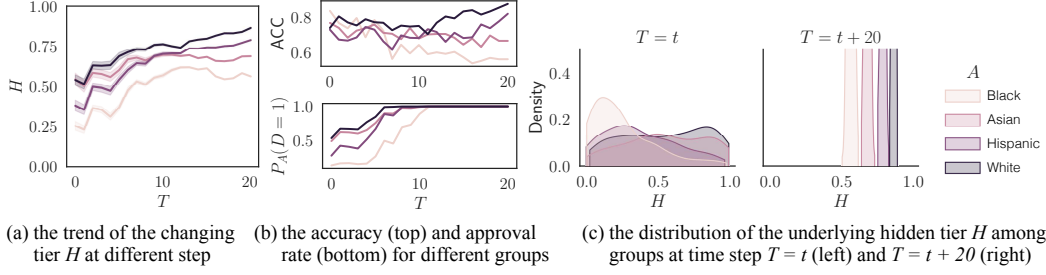 1.00
0.75
0.50
0.25
0.00
H
0
10
20
T
(a) the trend of the changing
tier H at different step
0.8
0.6
ACC
1.0
0.5
0.0
P_A(D = 1)
0
10
20
T
(b) the accuracy (top) and approval
rate (bottom) for different groups
T = t
T = t + 20
0.4
0.2
0.0
Density
0.0
0.5
1.0
H
0.0
0.5
1.0
H
A
Black
Asian
Hispanic
White
(c) the distribution of the underlying hidden tier H among
groups at time step T = t (left) and T = t + 20 (right)